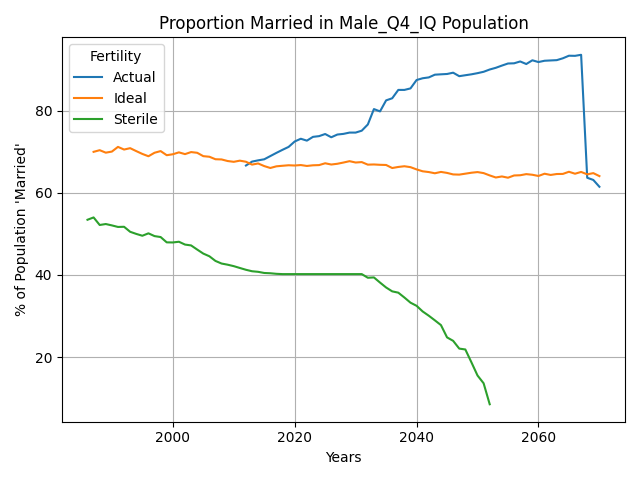 Proportion Married in Male_Q4_IQ Population
% of Population 'Married'
Fertility
Actual
Ideal
Sterile
80
60
40
20
2000 2020 2040 2060
Years